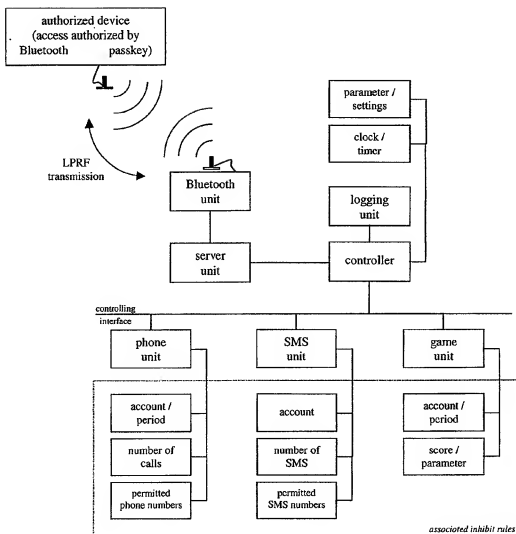 authorized device
(access authorized by
Bluetooth passkey)
LPRF
transmission
Bluetooth
unit
server
unit
parameter /
settings
clock /
timer
logging
unit
controller
controlling
interface
phone
unit
SMS
unit
game
unit
account /
period
number of
calls
permitted
phone numbers
account
number of
SMS
permitted
SMS numbers
account /
period
score /
parameter
associated inhibit rules